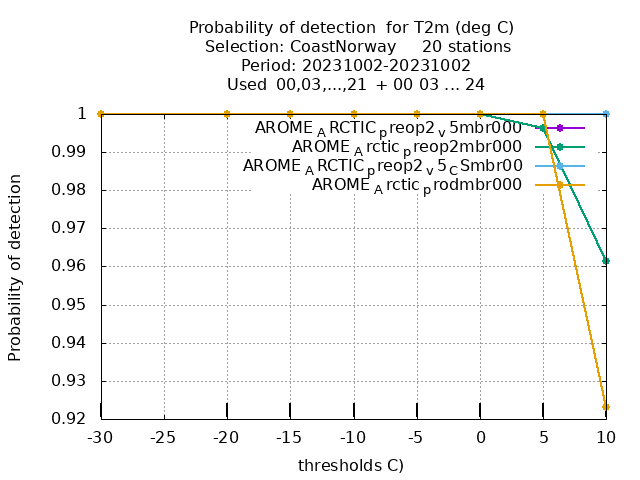 Probability of detection for T2m (deg C)
Selection: CoastNorway 20 stations
Period: 20231002-20231002
Used 00,03,...,21 + 00 03 ... 24
Probability of detection
1
0.99
0.98
0.97
0.96
0.95
0.94
0.93
0.92
AROME_ARCTIC_preop2_v5mbr000
AROME_Arctic_preop2mbr000
AROME_ARCTIC_preop2_v5_CSmbr00
AROME_Arctic_prodmbr000
-30 -25 -20 -15 -10 -5 0 5 10
thresholds C)